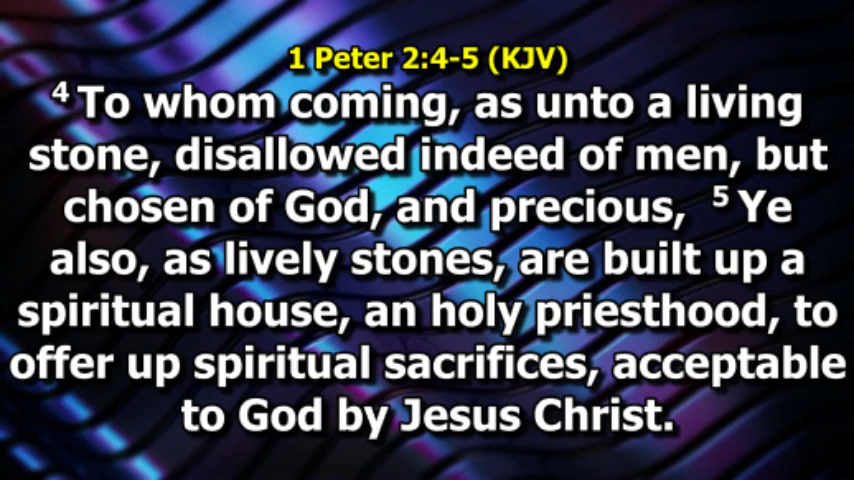 1 Peter 2:4-5 (KJV)
4 To whom coming, as unto a living
stone, disallowed indeed of men, but
chosen of God, and precious, 5 Ye
also, as lively stones, are built up a
spiritual house, an holy priesthood, to
offer up spiritual sacrifices, acceptable
to God by Jesus Christ.